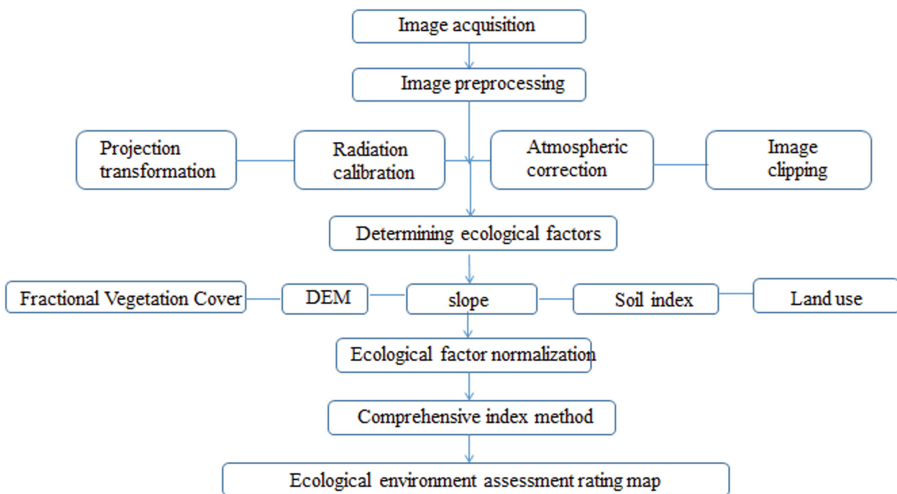 Image acquisition
Image preprocessing
Projection
transformation
Radiation
calibration
Atmospheric
correction
Image
clipping
Determining ecological factors
Fractional Vegetation Cover
DEM
slope
Soil index
Land use
Ecological factor normalization
Comprehensive index method
Ecological environment assessment rating map